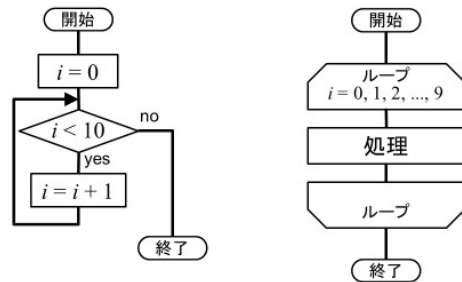 開始
i = 0
i < 10
no
yes
i = i + 1
終了
開始
ループ
i = 0, 1, 2, ..., 9
処理
ループ
終了